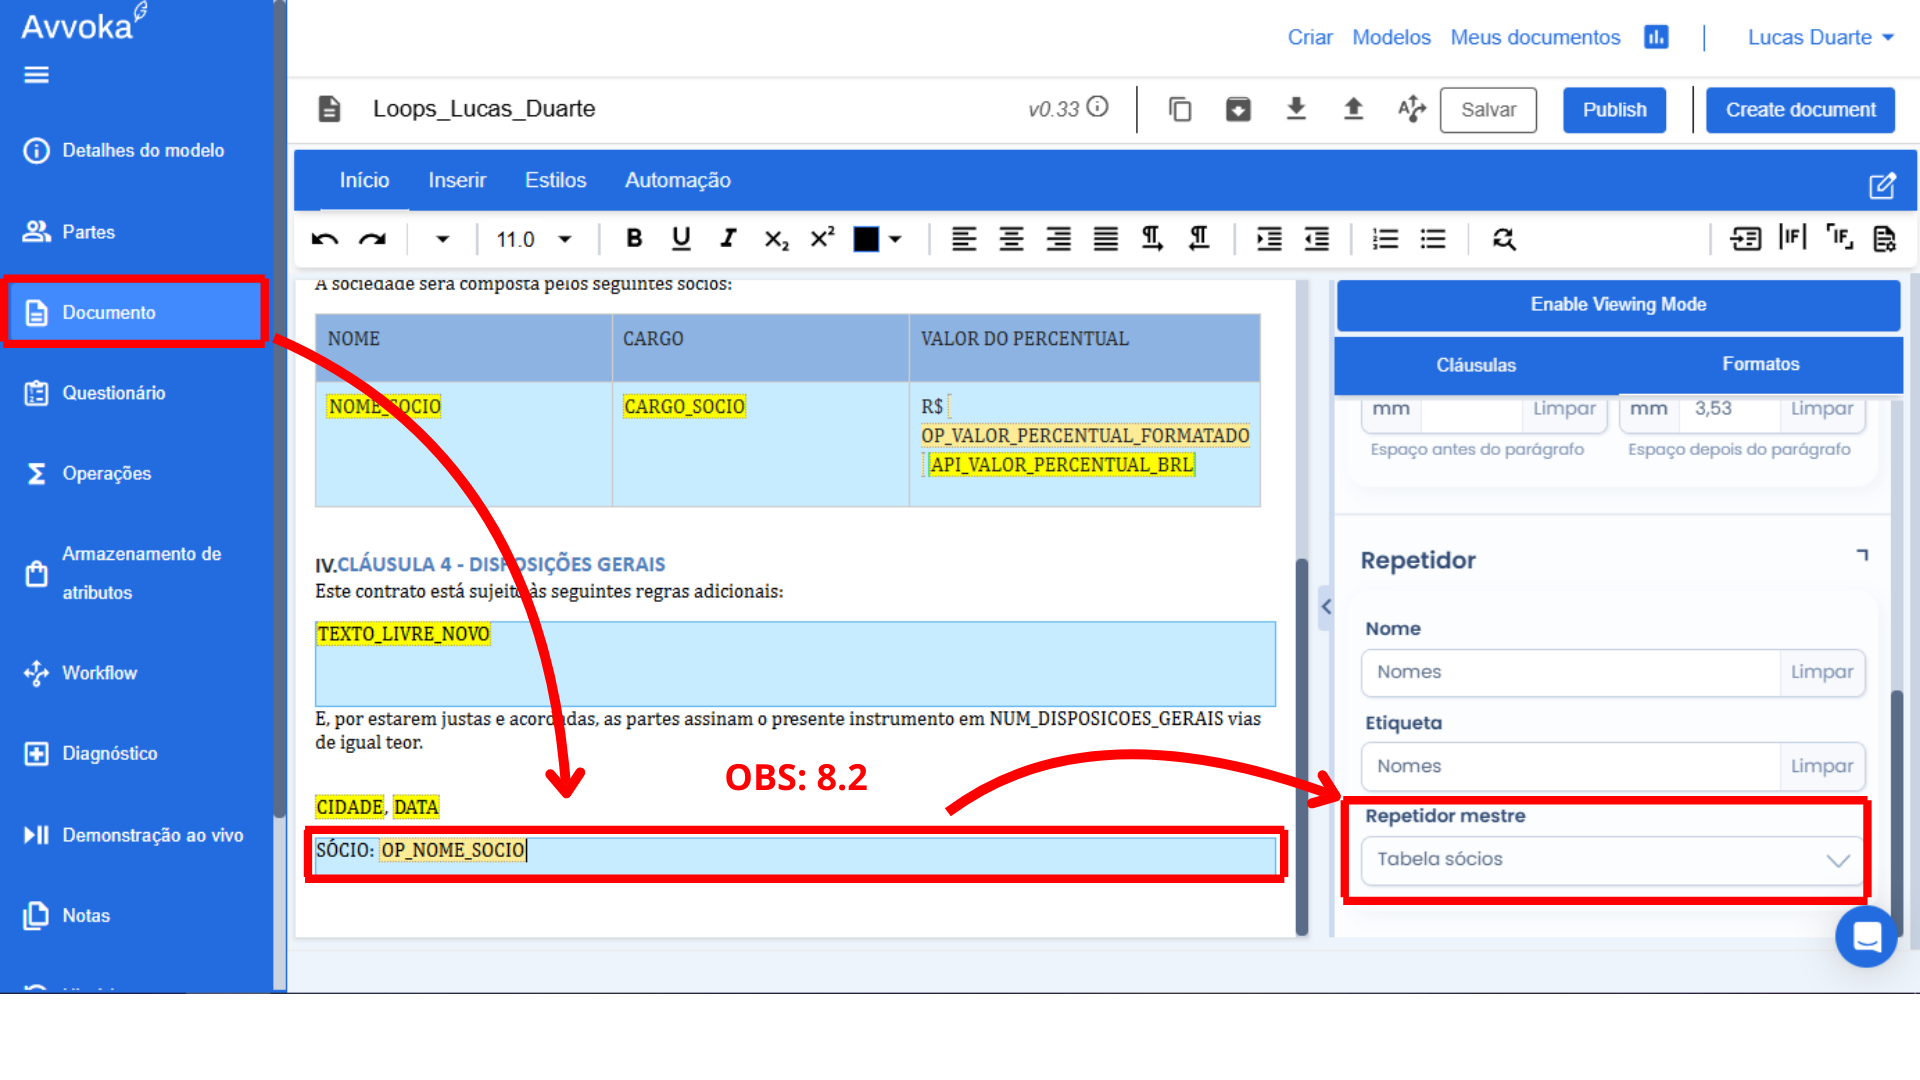 Avvoka
Criar Modelos Meus documentos Lucas Duarte
Loops_Lucas_Duarte v0.33 Salvar Publish Create document
Detalhes do modelo
Partes
Documento
Questionário
Operações
Armazenamento de
atributos
Workflow
Diagnóstico
Demonstração ao vivo
Notas
Início Inserir Estilos Automação
11.0 B U I X₂ X² IF IF
A sociedade será composta pelos seguintes sócios:
NOME CARGO VALOR DO PERCENTUAL
NOME_SOCIO CARGO_SOCIO R$
OP_VALOR_PERCENTUAL_FORMATADO
API_VALOR_PERCENTUAL_BRL
IV.CLÁUSULA 4 - DISPOSIÇÕES GERAIS
Este contrato está sujeito às seguintes regras adicionais:
TEXTO_LIVRE_NOVO
E, por estarem justas e acordadas, as partes assinam o presente instrumento em NUM_DISPOSICOES_GERAIS vias
de igual teor.
OBS: 8.2
CIDADE, DATA
SÓCIO: OP_NOME_SOCIO
Enable Viewing Mode
Cláusulas Formatos
mm Limpar mm 3,53 Limpar
Espaço antes do parágrafo Espaço depois do parágrafo
Repetidor
Nome
Nomes Limpar
Etiqueta
Nomes Limpar
Repetidor mestre
Tabela sócios